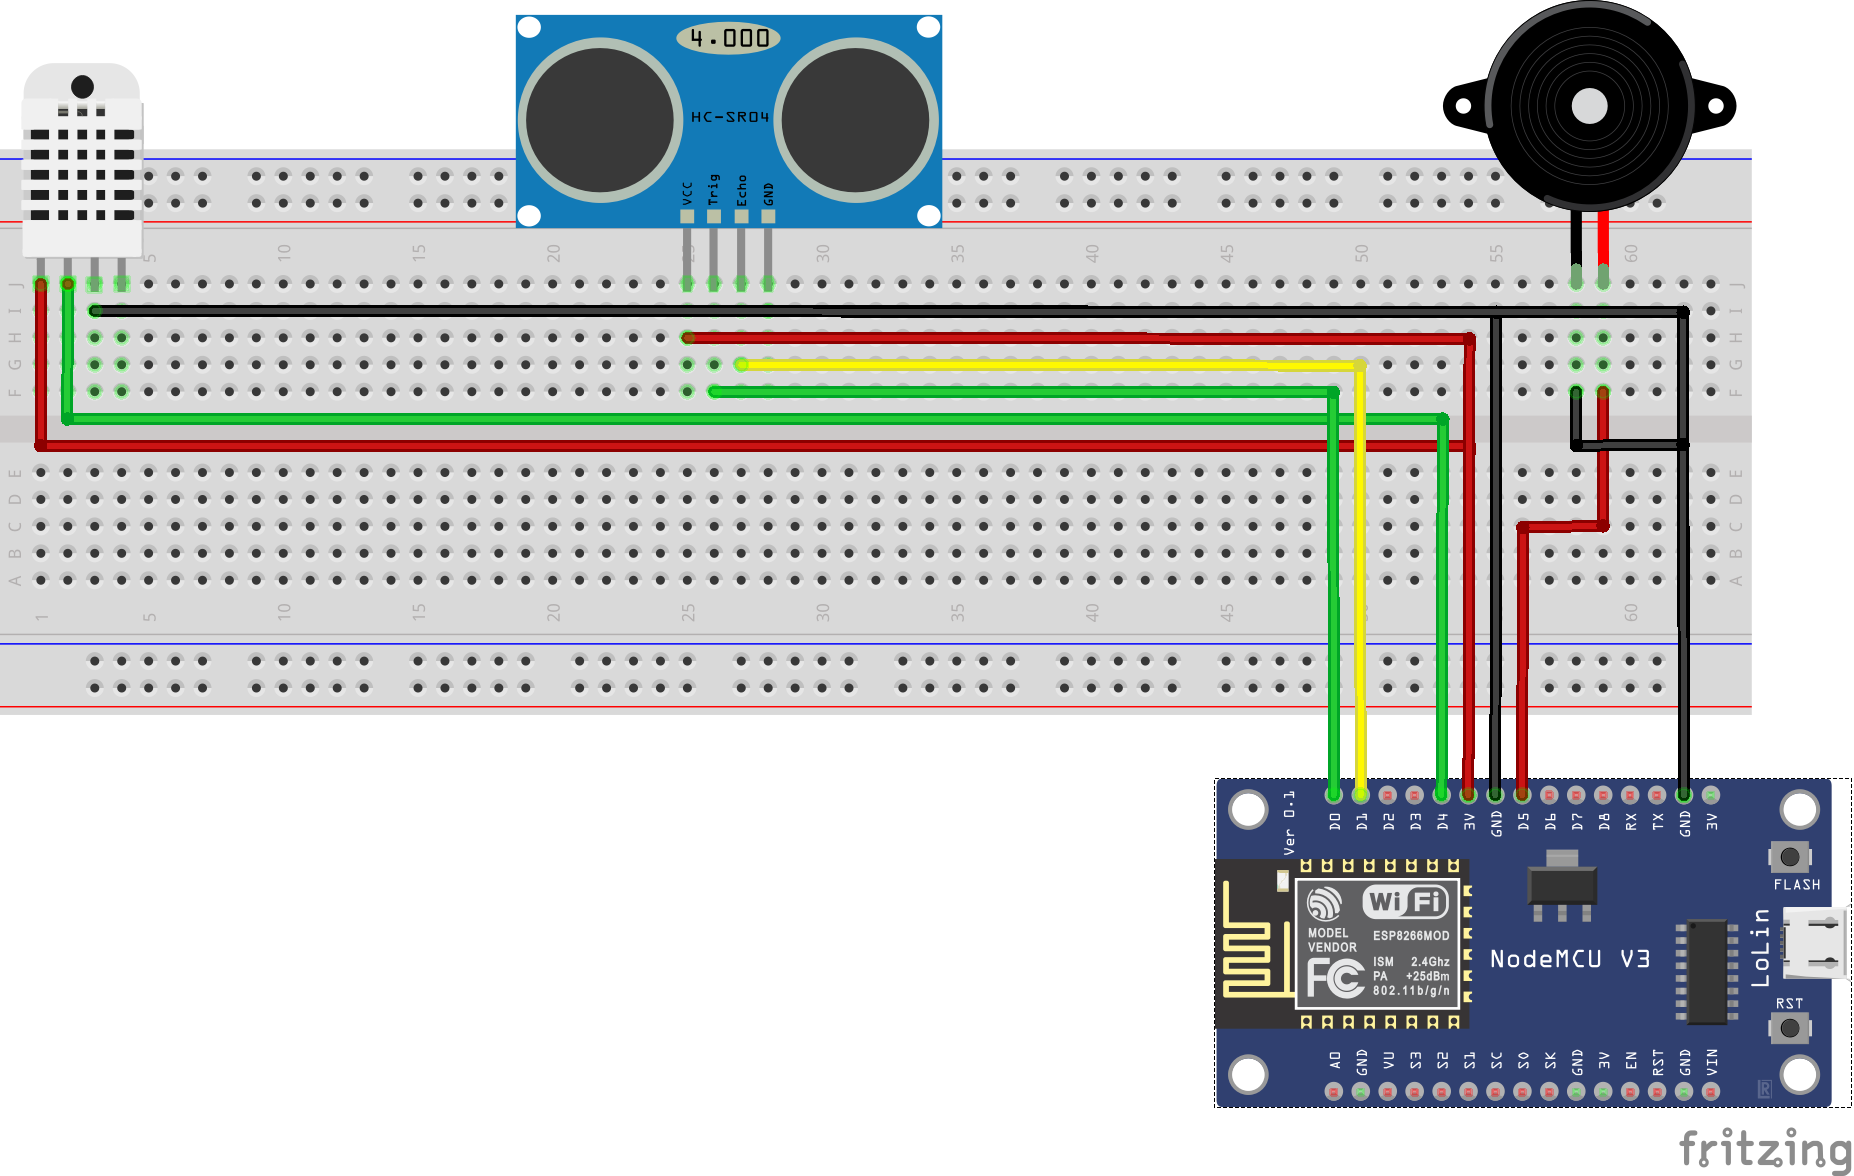 4.000
HC-SR04
VCC Trig Echo GND
5 10 15 20 25 30 35 40 45 50 55 60
J J
I I
H H
G G
F F
E E
D D
C C
B B
A A
1 5 10 15 20 25 30 35 40 45 50 60
Ver 0.1
D0 D1 D2 D3 D4 3V GND D5 D6 D7 D8 RX TX GND 3V
FLASH
WiFi
MODEL
VENDOR
ESP8266MOD
FC
ISM 2.4Ghz
PA +25dBm
802.11b/g/n
NodeMCU V3
LoLin
RST
A0 GND VU S3 S2 S1 SC S0 SK GND 3V EN RST GND VIN
R
fritzing